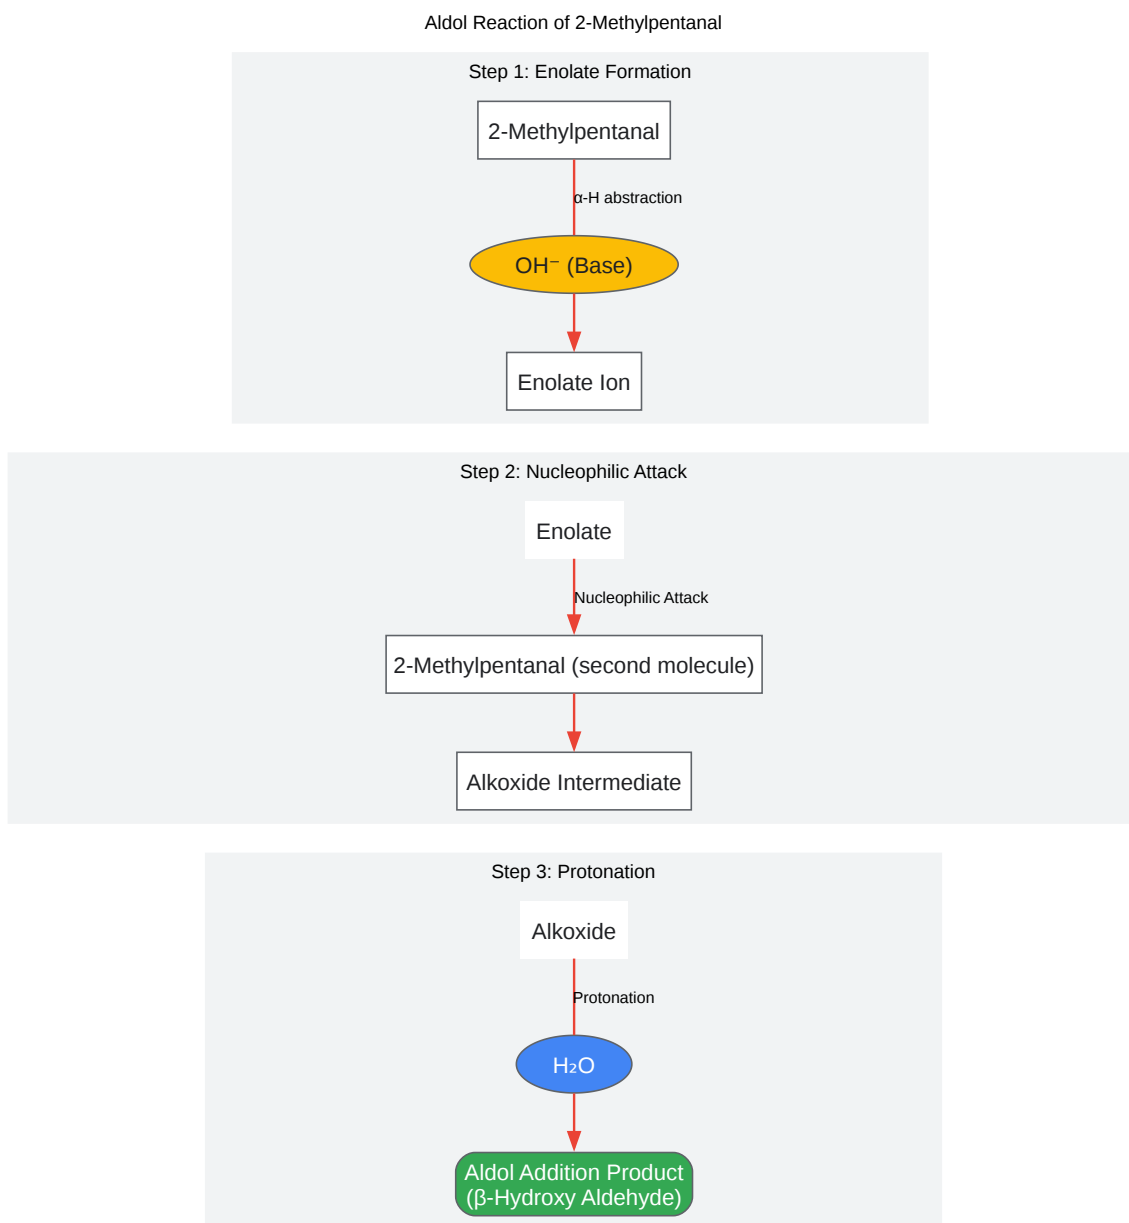 Aldol Reaction of 2-Methylpentanal
Step 1: Enolate Formation
2-Methylpentanal
α-H abstraction
OH⁻ (Base)
Enolate Ion
Step 2: Nucleophilic Attack
Enolate
Nucleophilic Attack
2-Methylpentanal (second molecule)
Alkoxide Intermediate
Step 3: Protonation
Alkoxide
Protonation
H₂O
Aldol Addition Product
(β-Hydroxy Aldehyde)